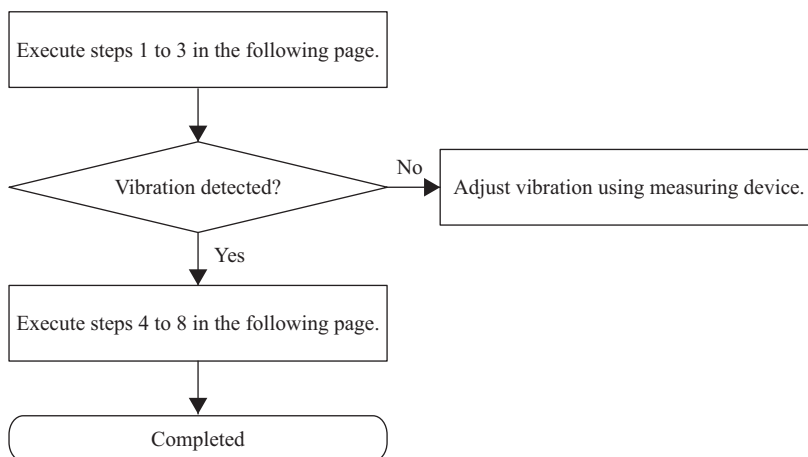 Execute steps 1 to 3 in the following page.
Vibration detected?
No
Adjust vibration using measuring device.
Yes
Execute steps 4 to 8 in the following page.
Completed